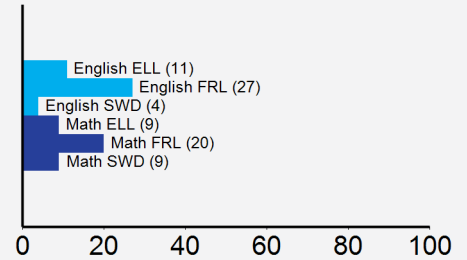 English ELL (11)
English FRL (27)
English SWD (4)
Math ELL (9)
Math FRL (20)
Math SWD (9)
0 20 40 60 80 100